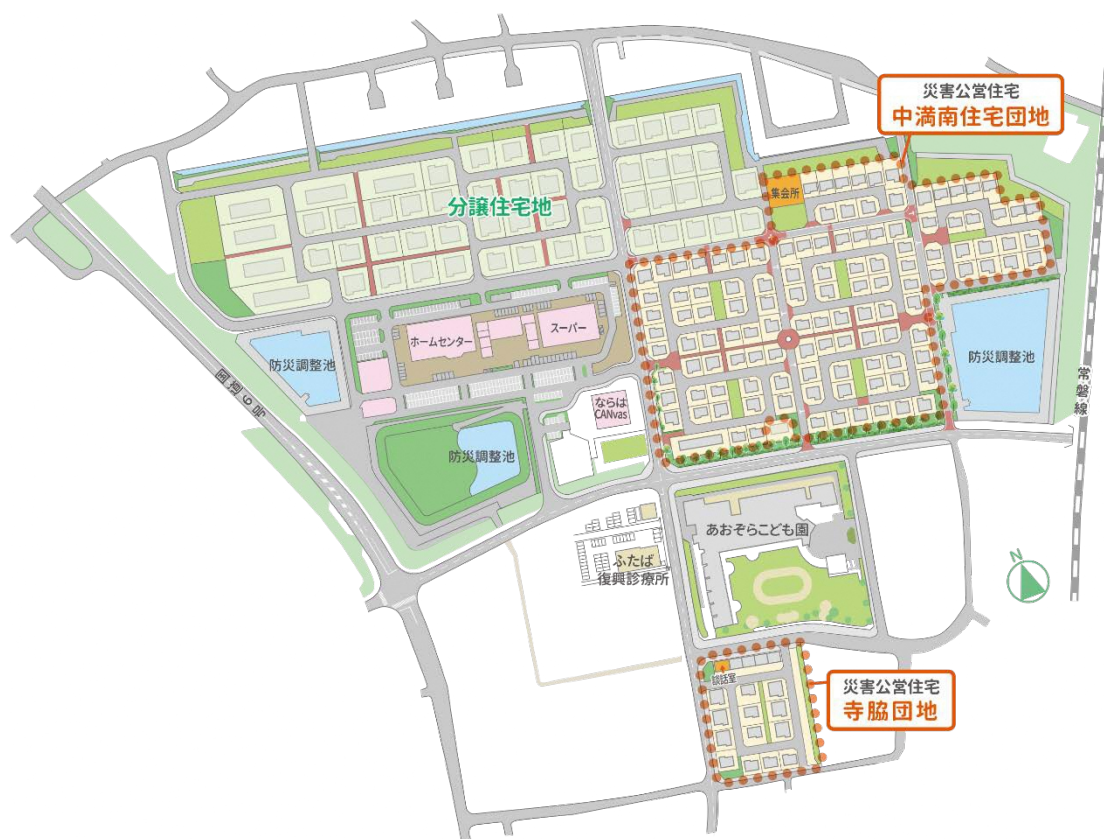 災害公営住宅
中満南住宅団地
集会所
分譲住宅地
ホームセンター
スーパー
防災調整池
防災調整池
国道6号
常磐線
ならは
CANvas
防災調整池
あおぞらこども園
ふたば
復興診療所
N
談話室
災害公営住宅
寺脇団地